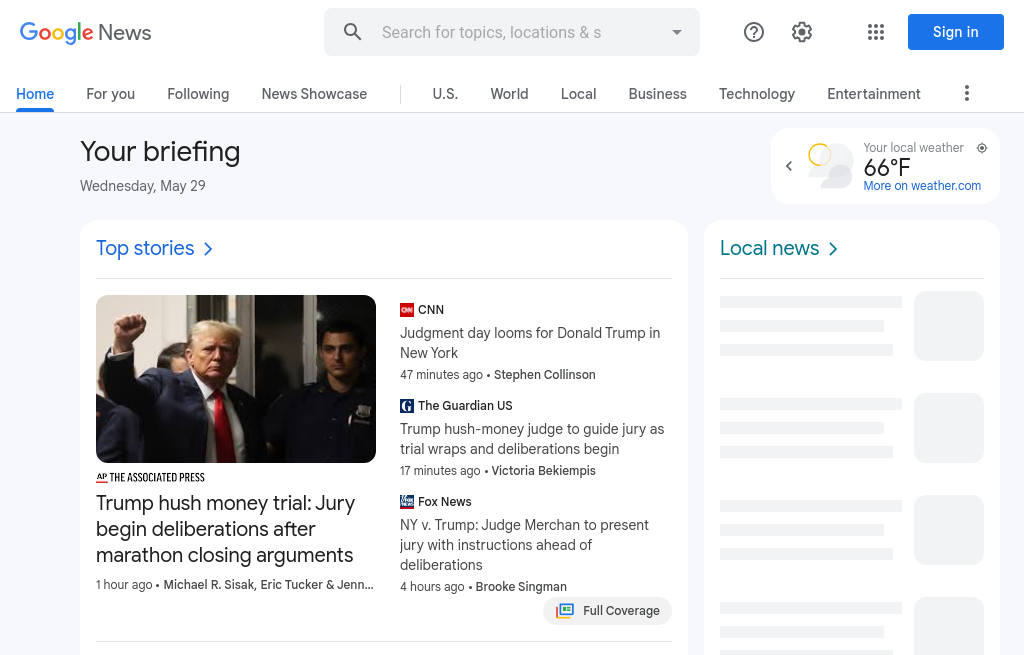 Google News
Search for topics, locations & s
Sign in
Home
For you
Following
News Showcase
U.S.
World
Local
Business
Technology
Entertainment
Your briefing
Wednesday, May 29
Your local weather
66°F
More on weather.com
Top stories
AP THE ASSOCIATED PRESS
Trump hush money trial: Jury
begin deliberations after
marathon closing arguments
1 hour ago • Michael R. Sisak, Eric Tucker & Jenn...
CNN
Judgment day looms for Donald Trump in
New York
47 minutes ago • Stephen Collinson
The Guardian US
Trump hush-money judge to guide jury as
trial wraps and deliberations begin
17 minutes ago • Victoria Bekiempis
Fox News
NY v. Trump: Judge Merchan to present
jury with instructions ahead of
deliberations
4 hours ago • Brooke Singman
Full Coverage
Local news